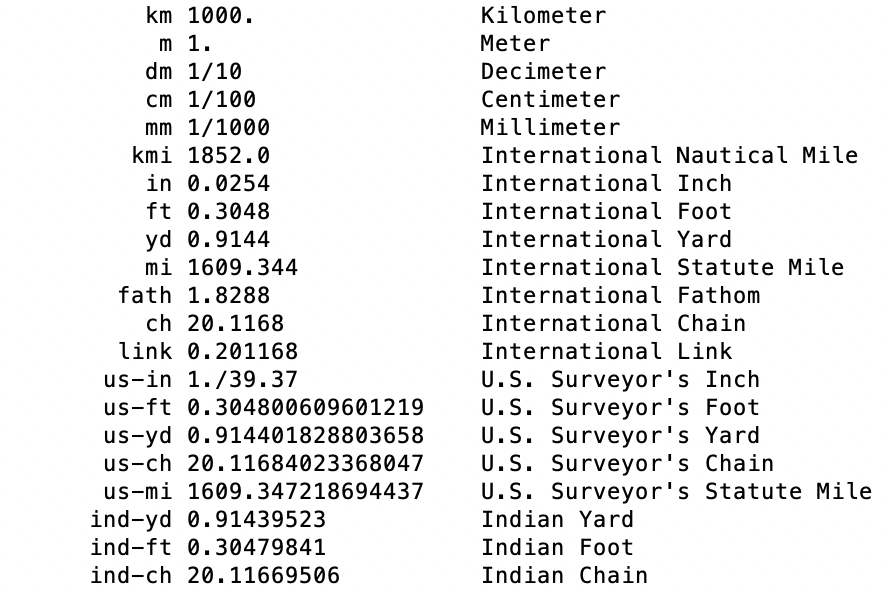 km 1000. Kilometer
m 1. Meter
dm 1/10 Decimeter
cm 1/100 Centimeter
mm 1/1000 Millimeter
kmi 1852.0 International Nautical Mile
in 0.0254 International Inch
ft 0.3048 International Foot
yd 0.9144 International Yard
mi 1609.344 International Statute Mile
fath 1.8288 International Fathom
ch 20.1168 International Chain
link 0.201168 International Link
us-in 1./39.37 U.S. Surveyor's Inch
us-ft 0.304800609601219 U.S. Surveyor's Foot
us-yd 0.914401828803658 U.S. Surveyor's Yard
us-ch 20.11684023368047 U.S. Surveyor's Chain
us-mi 1609.347218694437 U.S. Surveyor's Statute Mile
ind-yd 0.91439523 Indian Yard
ind-ft 0.30479841 Indian Foot
ind-ch 20.11669506 Indian Chain